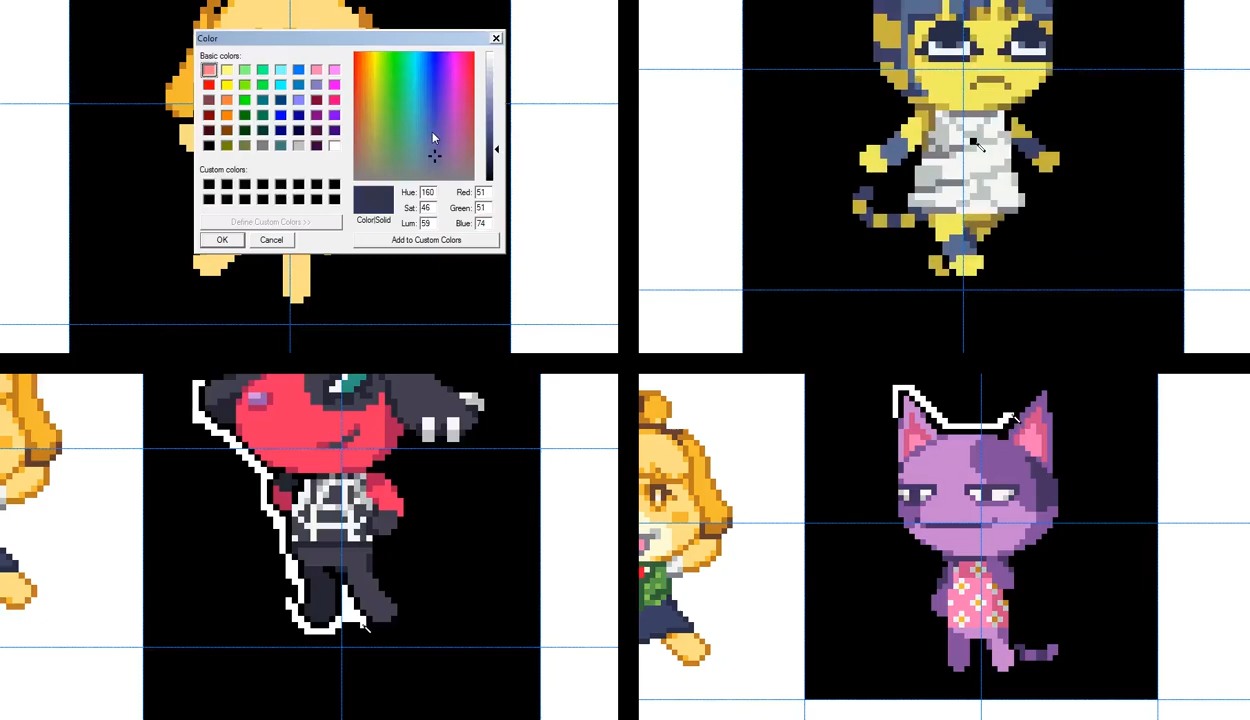 Color
Basic colors:
Custom colors:
Define Custom Colors >>
OK Cancel
Hue: 160 Red: 51
Sat: 46 Green: 51
Color|Solid Lum: 59 Blue: 74
Add to Custom Colors